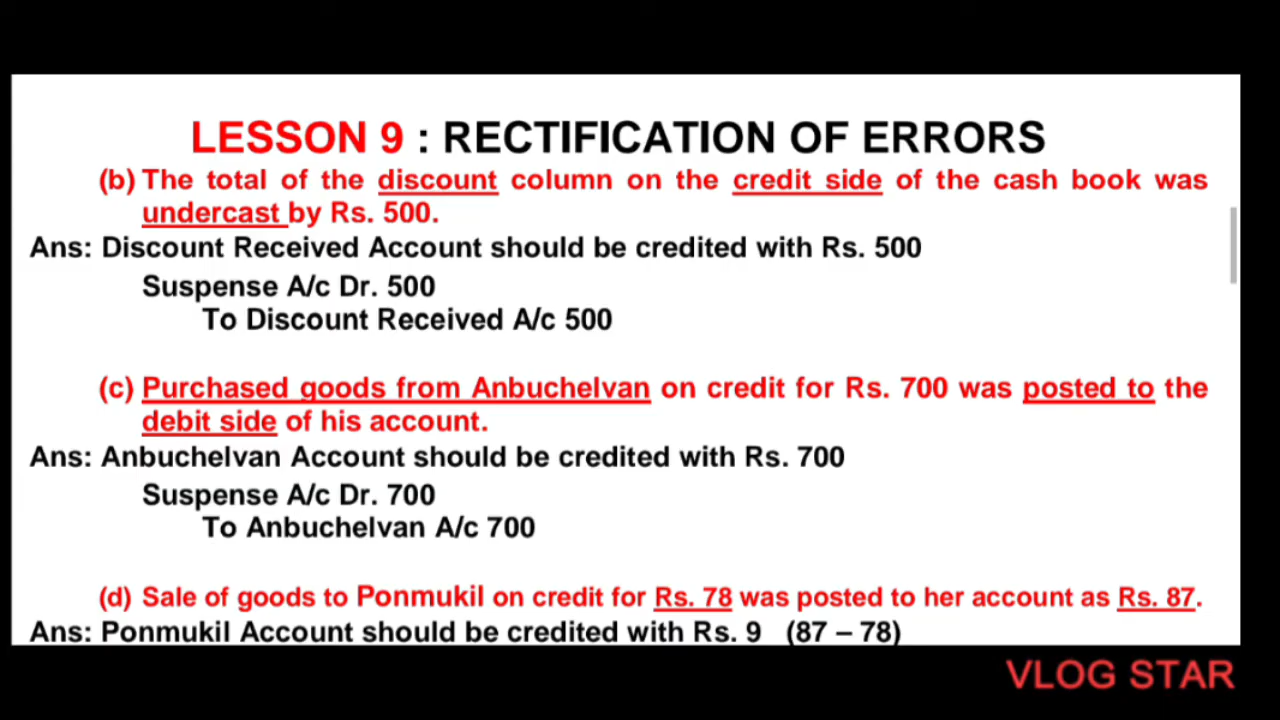 LESSON 9 : RECTIFICATION OF ERRORS
(b) The total of the discount column on the credit side of the cash book was
undercast by Rs. 500.
Ans: Discount Received Account should be credited with Rs. 500
Suspense A/c Dr. 500
To Discount Received A/c 500
(c) Purchased goods from Anbuchelvan on credit for Rs. 700 was posted to the
debit side of his account.
Ans: Anbuchelvan Account should be credited with Rs. 700
Suspense A/c Dr. 700
To Anbuchelvan A/c 700
(d) Sale of goods to Ponmukil on credit for Rs. 78 was posted to her account as Rs. 87.
Ans: Ponmukil Account should be credited with Rs. 9 (87 – 78)
VLOG STAR